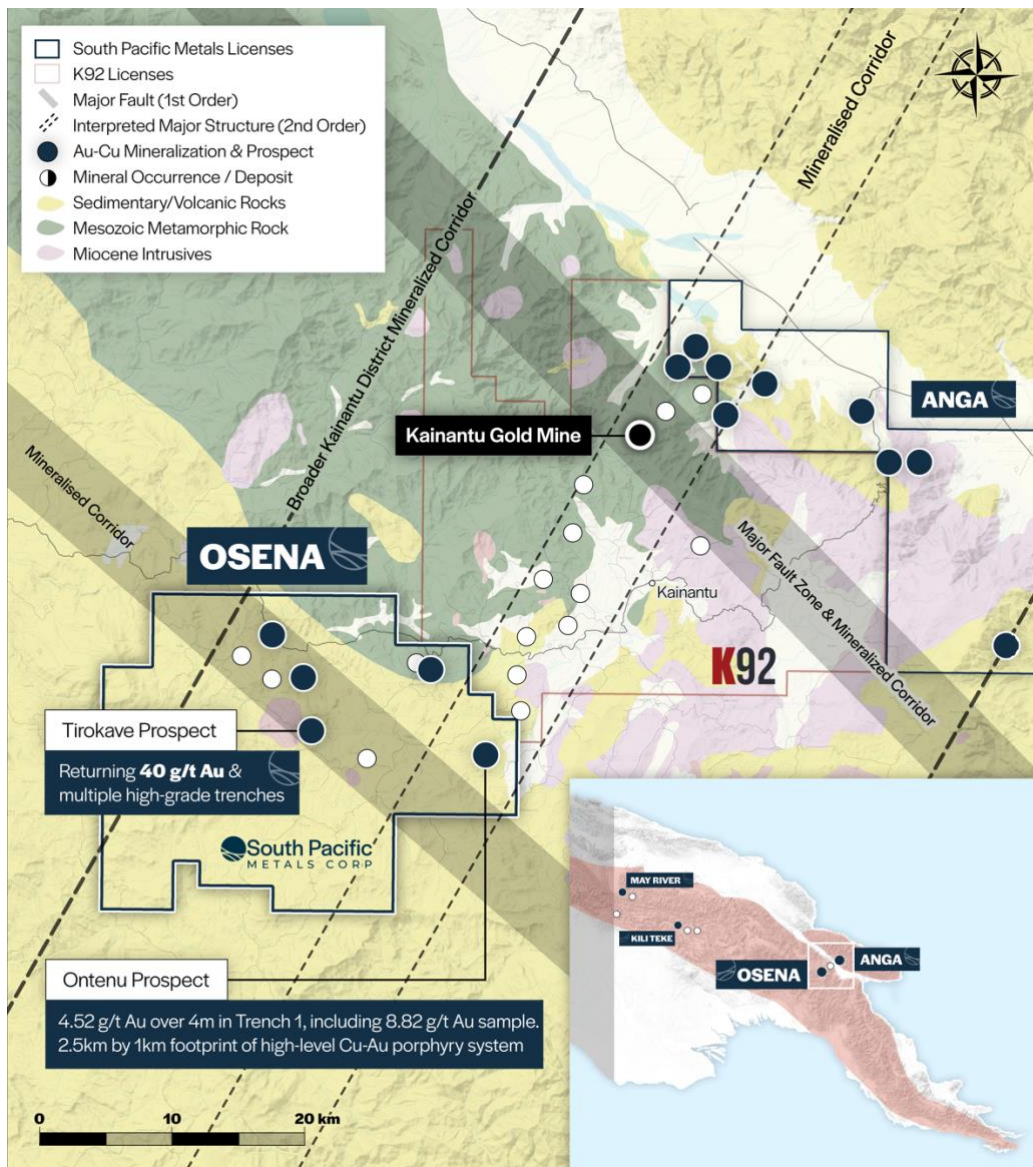 South Pacific Metals Licenses
K92 Licenses
Major Fault (1st Order)
Interpreted Major Structure (2nd Order)
Au-Cu Mineralization & Prospect
Mineral Occurrence / Deposit
Sedimentary/Volcanic Rocks
Mesozoic Metamorphic Rock
Miocene Intrusives
Mineralised Corridor
Broader Kainantu District Mineralized Corridor
ANGA
Kainantu Gold Mine
Mineralised Corridor
OSENA
Major Fault Zone & Mineralized Corridor
Kainantu
K92
Tirokave Prospect
Returning 40 g/t Au &
multiple high-grade trenches
South Pacific
METALS CORP
Ontenu Prospect
4.52 g/t Au over 4m in Trench 1, including 8.82 g/t Au sample.
2.5km by 1km footprint of high-level Cu-Au porphyry system
MAY RIVER
KILI TEKE
OSENA
ANGA
0 10 20 km